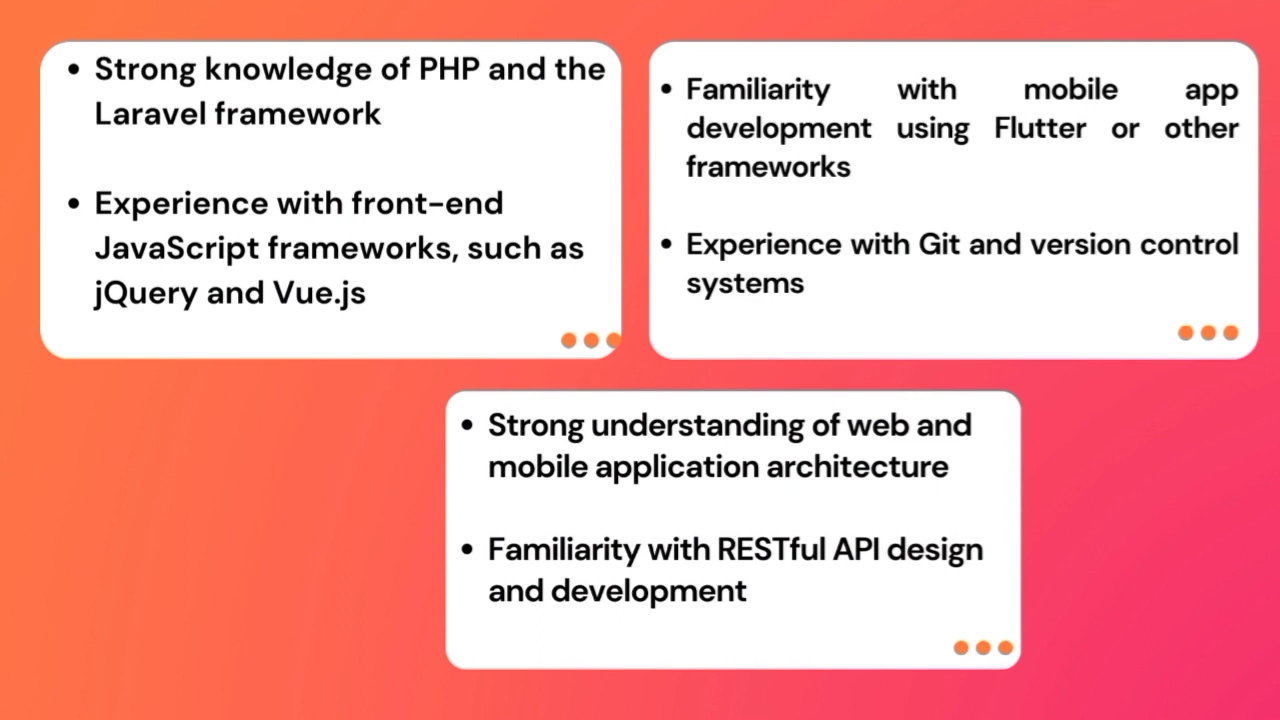 • Strong knowledge of PHP and the
Laravel framework
• Experience with front-end
JavaScript frameworks, such as
jQuery and Vue.js
• Familiarity with mobile app
development using Flutter or other
frameworks
• Experience with Git and version control
systems
• Strong understanding of web and
mobile application architecture
• Familiarity with RESTful API design
and development